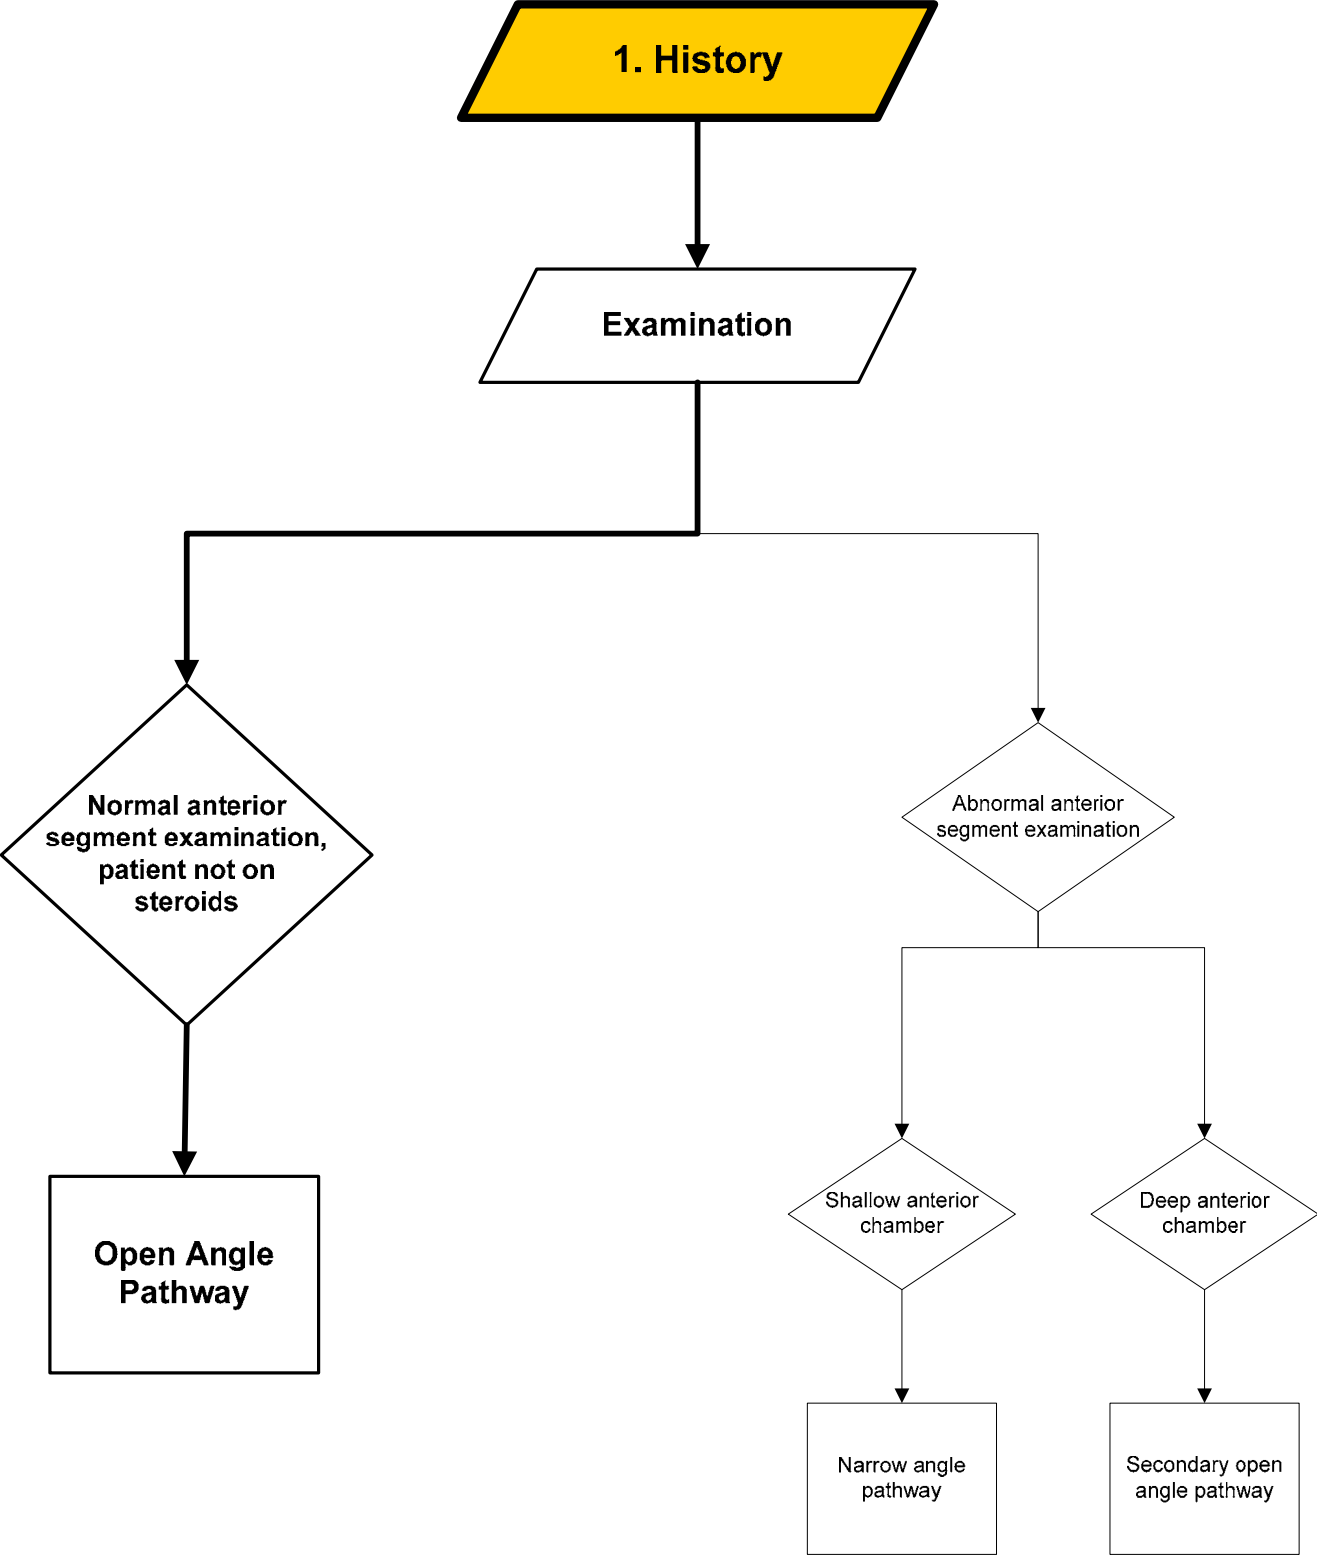 1. History
Examination
Normal anterior
segment examination,
patient not on
steroids
Abnormal anterior
segment examination
Shallow anterior
chamber
Deep anterior
chamber
Open Angle
Pathway
Narrow angle
pathway
Secondary open
angle pathway